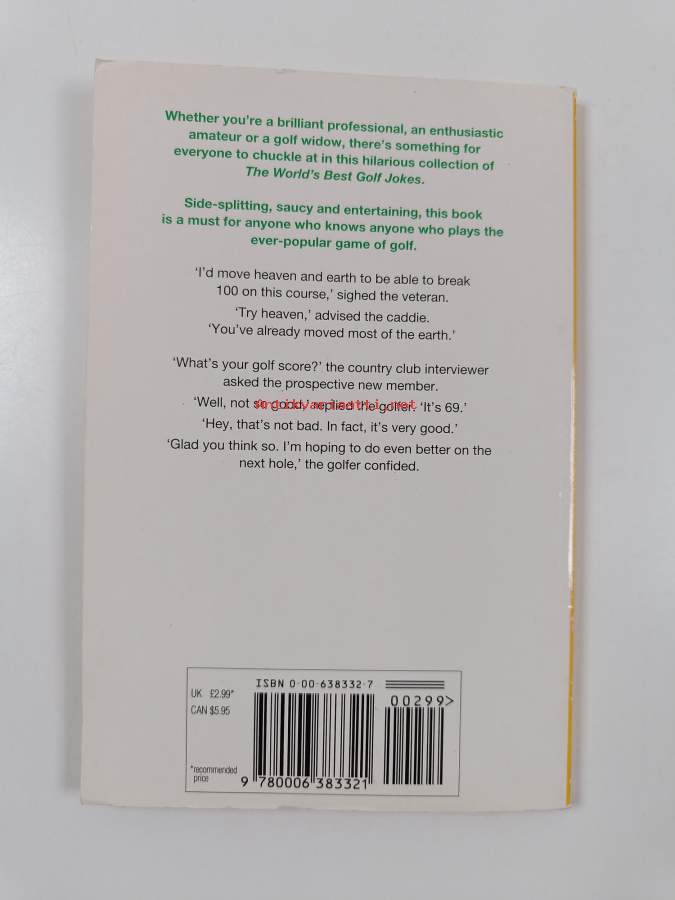 Whether you're a brilliant professional, an enthusiastic
amateur or a golf widow, there's something for
everyone to chuckle at in this hilarious collection of
The World's Best Golf Jokes.
Side-splitting, saucy and entertaining, this book
is a must for anyone who knows anyone who plays the
ever-popular game of golf.
‘I’d move heaven and earth to be able to break
100 on this course,’ sighed the veteran.
‘Try heaven,’ advised the caddie.
‘You’ve already moved most of the earth.’
‘What’s your golf score?’ the country club interviewer
asked the prospective new member.
‘Well, not so good,’ replied the golfer. ‘It’s 69.’
‘Hey, that’s not bad. In fact, it’s very good.’
‘Glad you think so. I’m hoping to do even better on the
next hole,’ the golfer confided.
ISBN 0-00-638332-7
UK £2.99*
CAN $5.95
00299>
*recommended
price
9 780006 383321